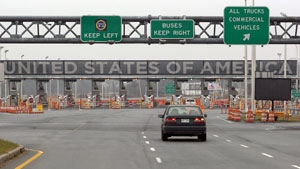 KEEP LEFT
BUSES
KEEP RIGHT
ALL TRUCKS
COMMERCIAL
VEHICLES
UNITED STATES OF AMERICA